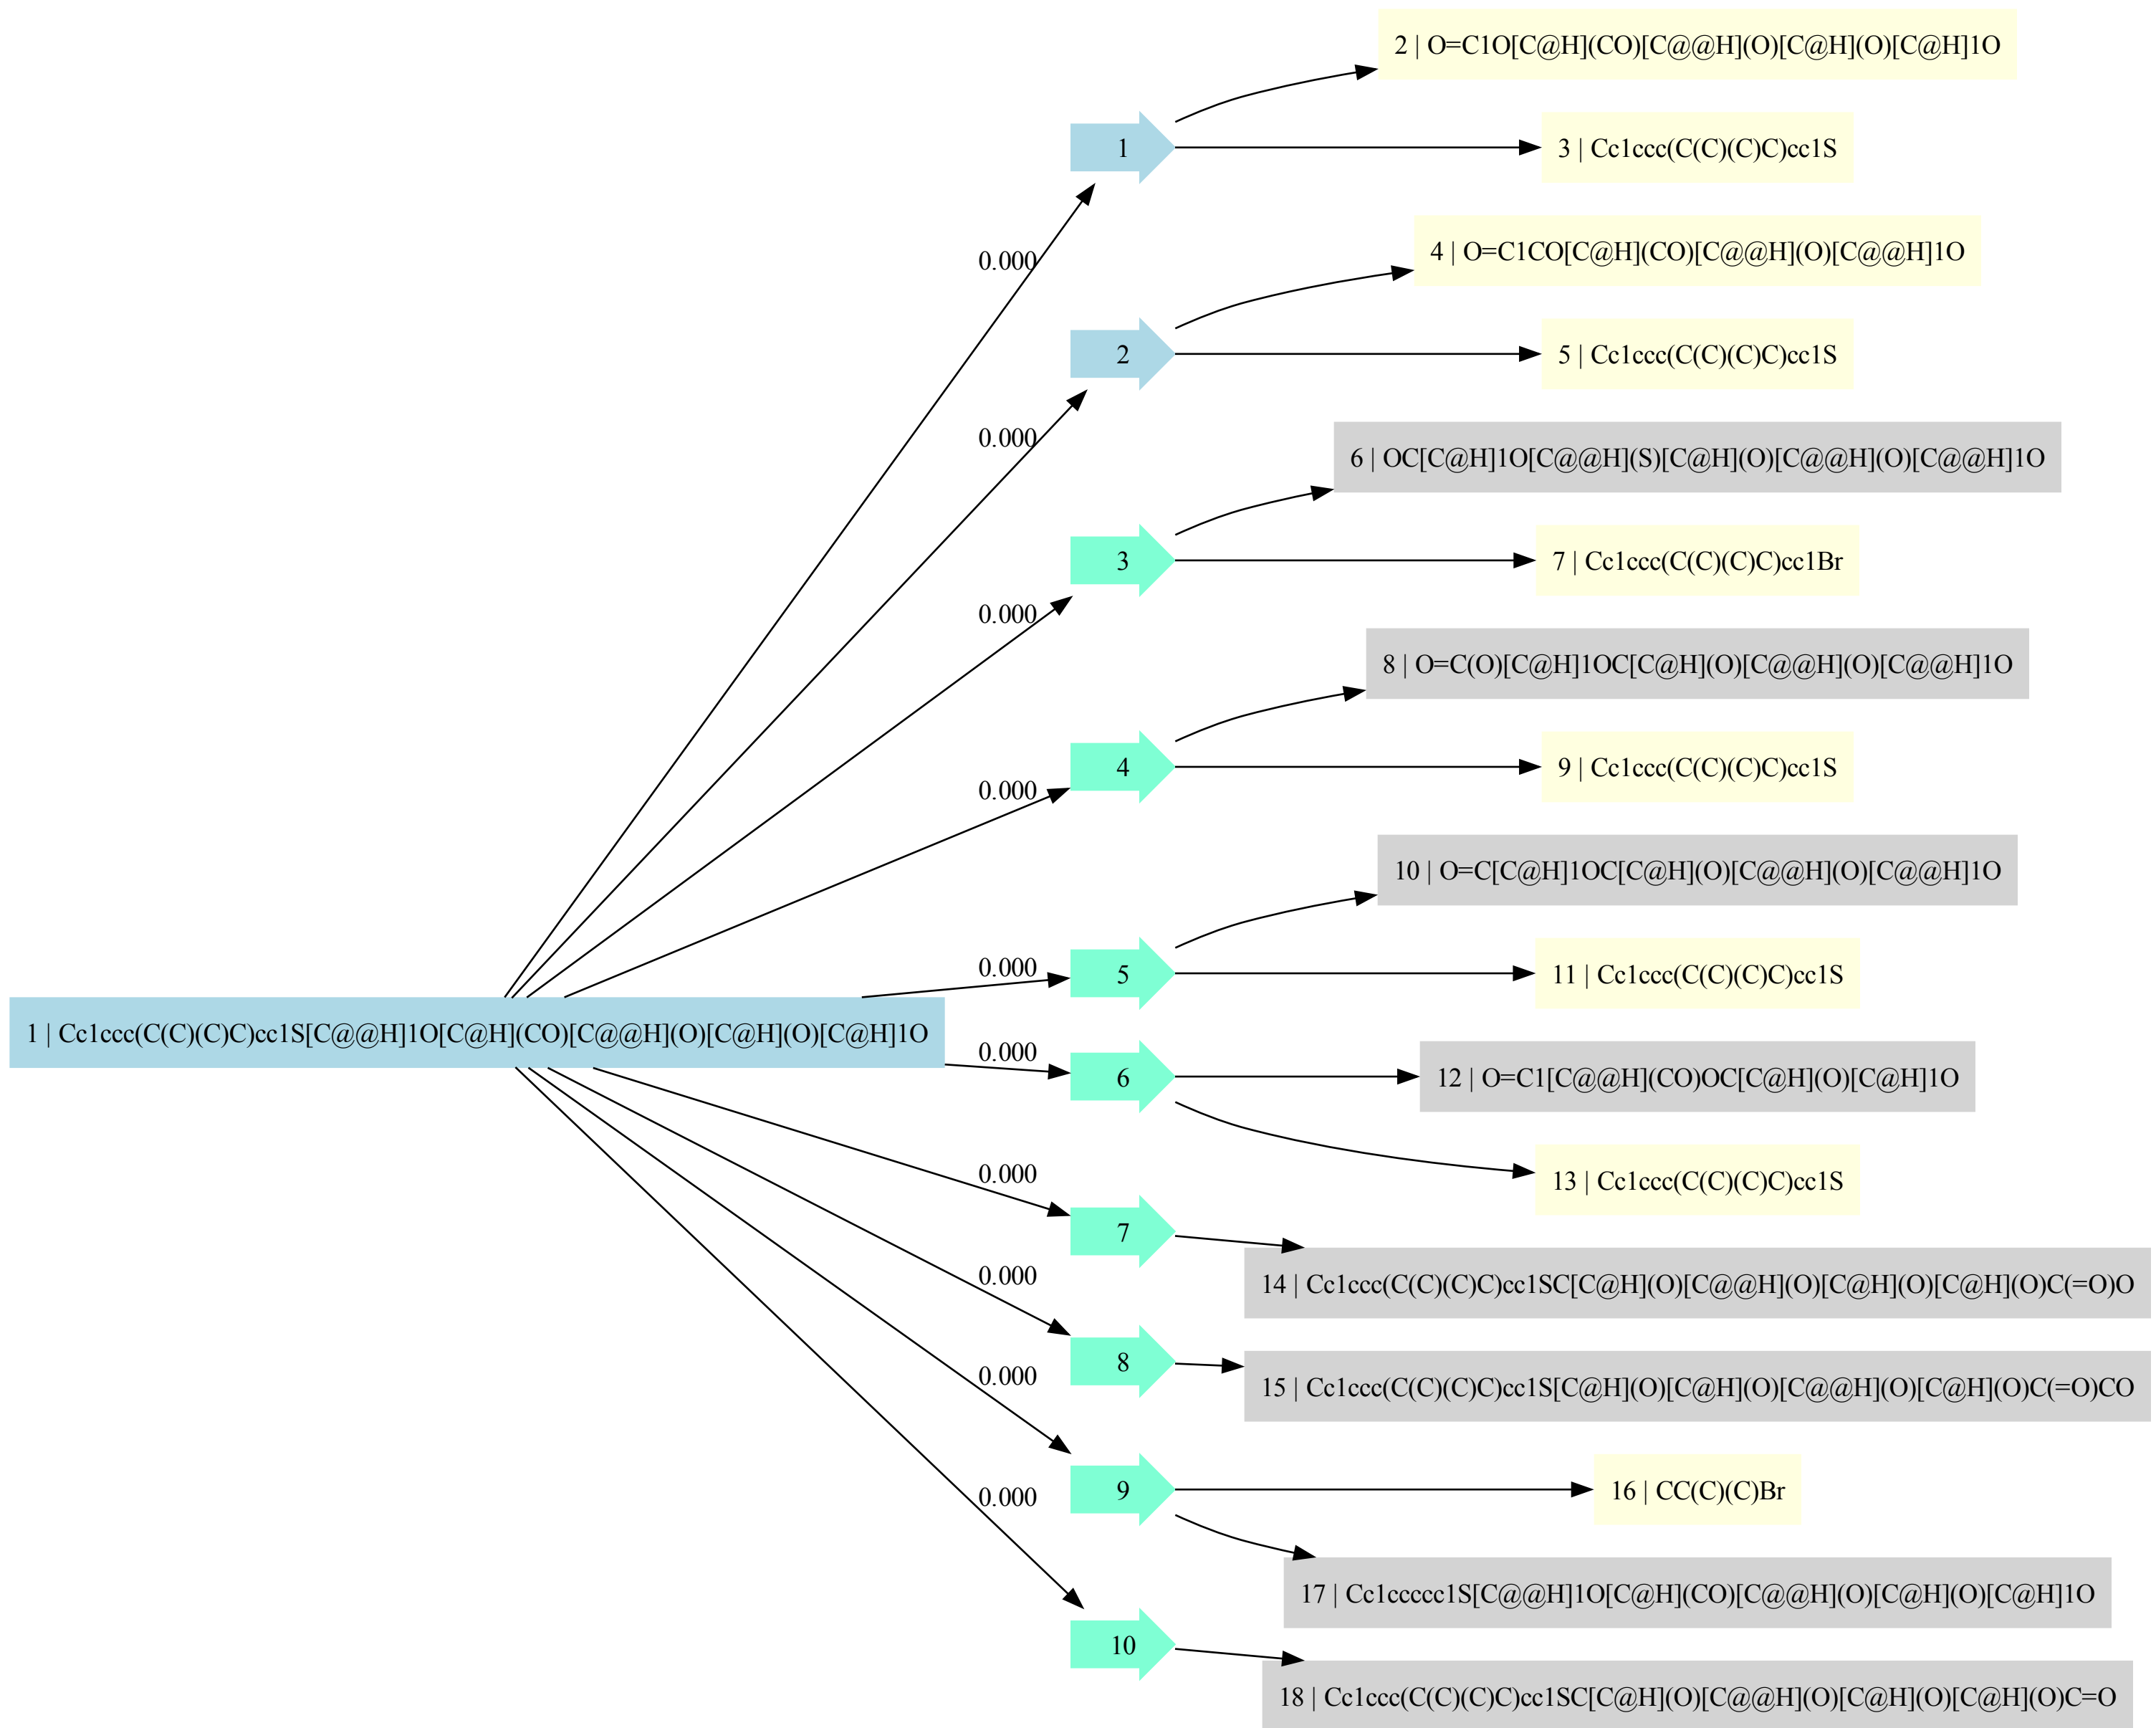 2 | O=C1O[C@H](CO)[C@@H](O)[C@H](O)[C@H]1O
1
3 | Cc1ccc(C(C)(C)C)cc1S
0.000
4 | O=C1CO[C@H](CO)[C@@H](O)[C@@H]1O
2
5 | Cc1ccc(C(C)(C)C)cc1S
0.000
6 | OC[C@H]1O[C@@H](S)[C@H](O)[C@@H](O)[C@@H]1O
3
7 | Cc1ccc(C(C)(C)C)cc1Br
0.000
8 | O=C(O)[C@H]1OC[C@H](O)[C@@H](O)[C@@H]1O
4
9 | Cc1ccc(C(C)(C)C)cc1S
0.000
10 | O=C[C@H]1OC[C@H](O)[C@@H](O)[C@@H]1O
5
11 | Cc1ccc(C(C)(C)C)cc1S
0.000
1 | Cc1ccc(C(C)(C)C)cc1S[C@@H]1O[C@H](CO)[C@@H](O)[C@H](O)[C@H]1O
0.000
6
12 | O=C1[C@@H](CO)OC[C@H](O)[C@H]1O
13 | Cc1ccc(C(C)(C)C)cc1S
0.000
7
14 | Cc1ccc(C(C)(C)C)cc1SC[C@H](O)[C@@H](O)[C@H](O)[C@H](O)C(=O)O
0.000
8
15 | Cc1ccc(C(C)(C)C)cc1S[C@H](O)[C@H](O)[C@@H](O)[C@H](O)C(=O)CO
0.000
9
16 | CC(C)(C)Br
0.000
17 | Cc1ccccc1S[C@@H]1O[C@H](CO)[C@@H](O)[C@H](O)[C@H]1O
10
18 | Cc1ccc(C(C)(C)C)cc1SC[C@H](O)[C@@H](O)[C@H](O)[C@H](O)C=O